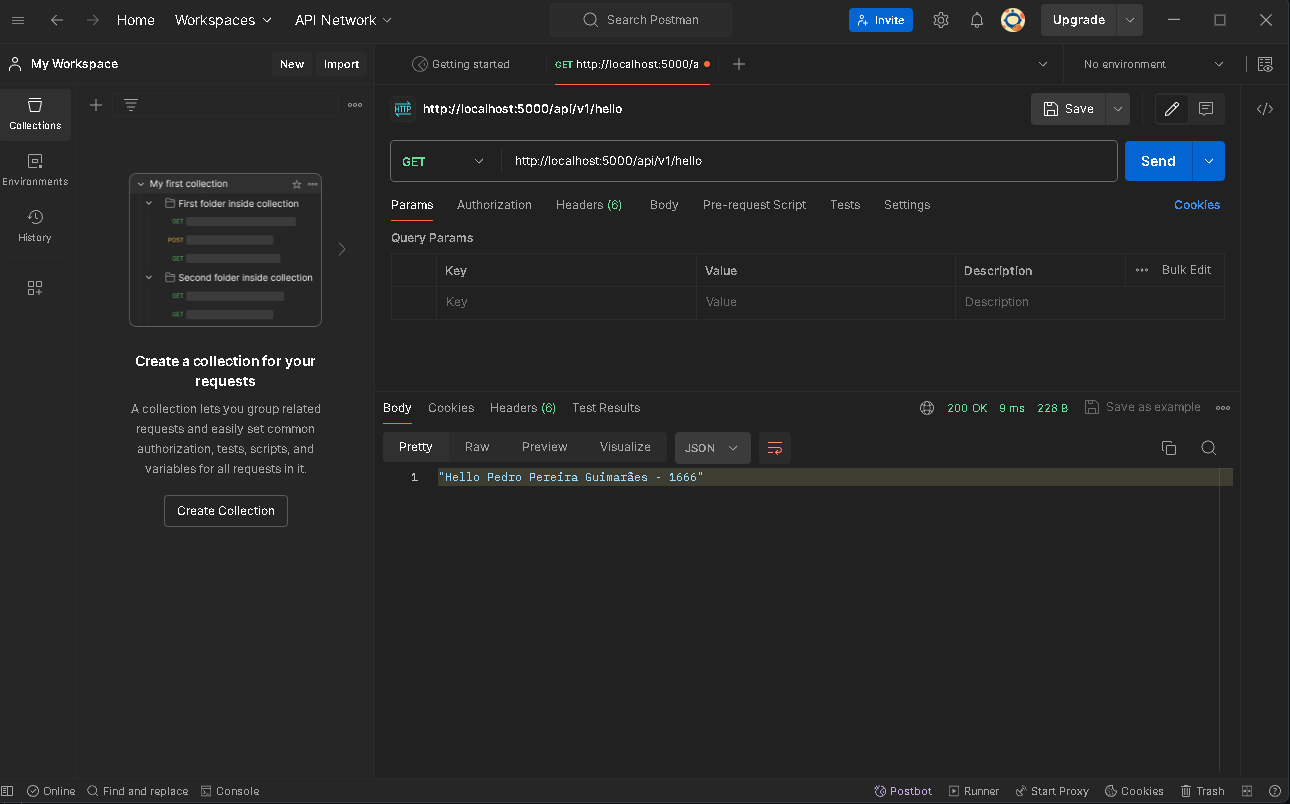 Home Workspaces API Network Search Postman Invite Upgrade
My Workspace New Import
Getting started GET http://localhost:5000/a No environment
Collections
Environments
History
My first collection
First folder inside collection
GET
POST
GET
Second folder inside collection
GET
GET
Create a collection for your
requests
A collection lets you group related
requests and easily set common
authorization, tests, scripts, and
variables for all requests in it.
Create Collection
HTTP http://localhost:5000/api/v1/hello Save
GET http://localhost:5000/api/v1/hello Send
Params Authorization Headers (6) Body Pre-request Script Tests Settings Cookies
Query Params
Key Value Description Bulk Edit
Key Value Description
Body Cookies Headers (6) Test Results 200 OK 9 ms 228 B Save as example
Pretty Raw Preview Visualize JSON
1 "Hello Pedro Pereira Guimarães - 1666"
Online Find and replace Console Postbot Runner Start Proxy Cookies Trash